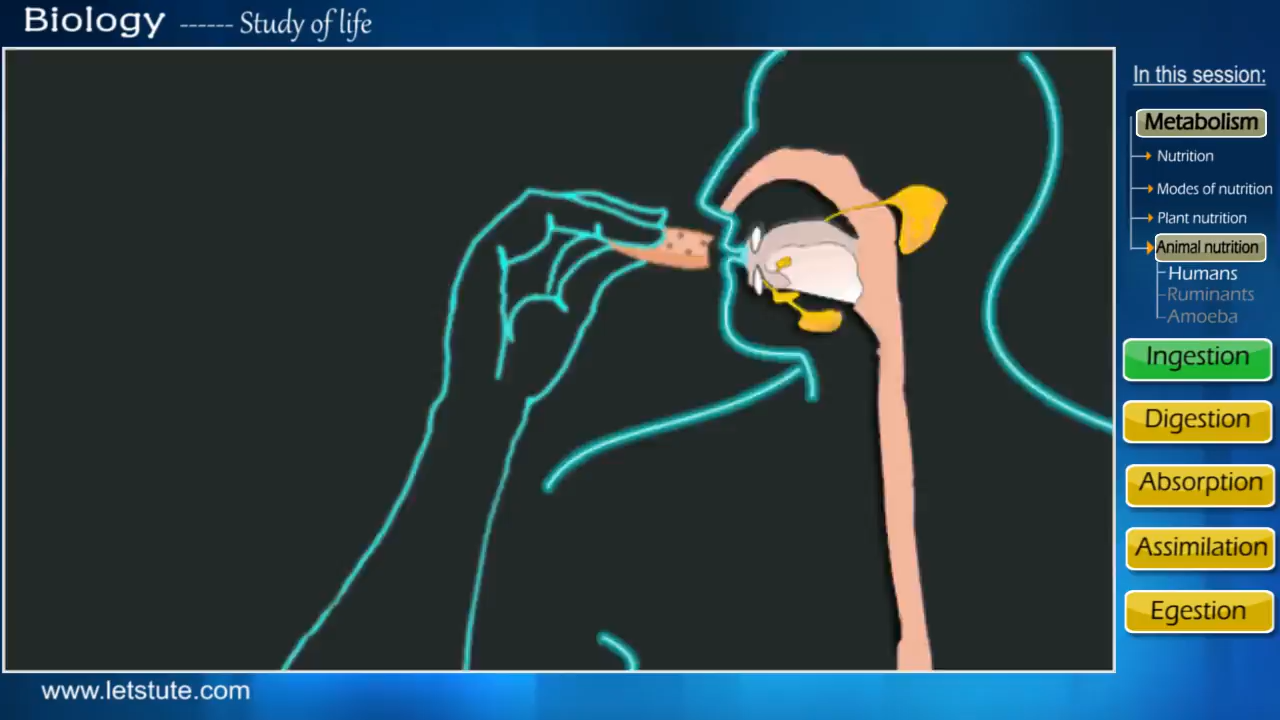 Biology ------ Study of life
In this session:
Metabolism
Nutrition
Modes of nutrition
Plant nutrition
Animal nutrition
Humans
Ruminants
Amoeba
Ingestion
Digestion
Absorption
Assimilation
Egestion
www.letstute.com